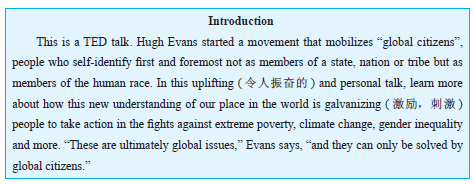 Introduction
This is a TED talk. Hugh Evans started a movement that mobilizes “global citizens”,
people who self-identify first and foremost not as members of a state, nation or tribe but as
members of the human race. In this uplifting (令人振奋的) and personal talk, learn more
about how this new understanding of our place in the world is galvanizing (激励，刺激)
people to take action in the fights against extreme poverty, climate change, gender inequality
and more. “These are ultimately global issues,” Evans says, “and they can only be solved by
global citizens.”